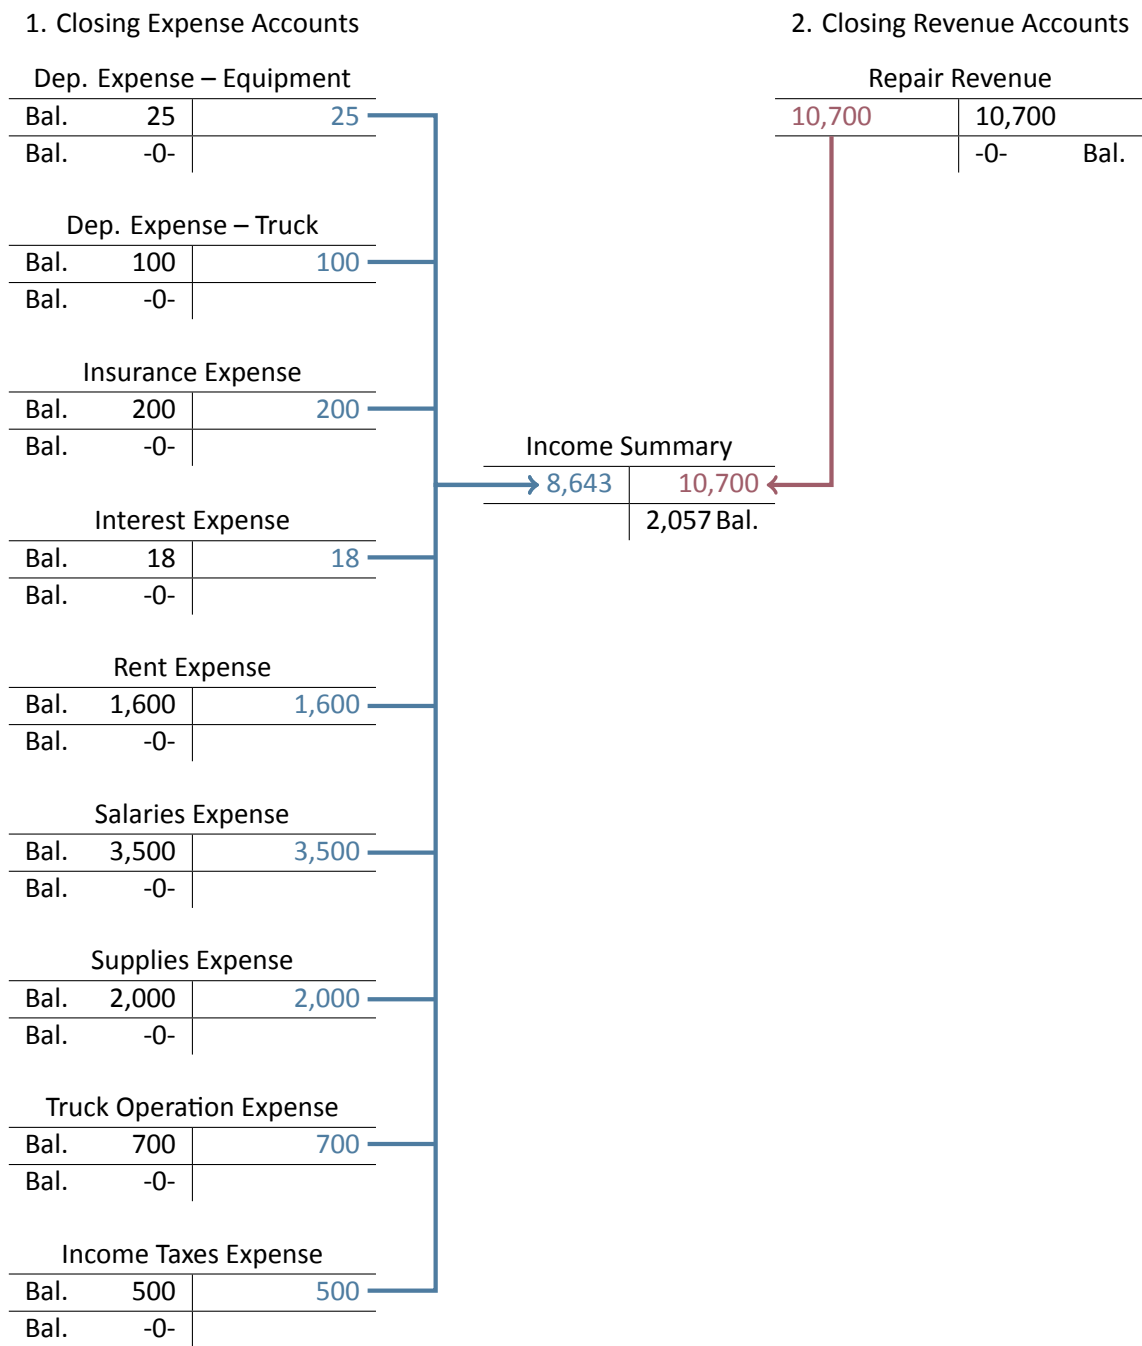 1. Closing Expense Accounts
2. Closing Revenue Accounts
Dep. Expense – Equipment
Bal. 25 25
Bal. -0-
Repair Revenue
10,700 10,700
-0- Bal.
Dep. Expense – Truck
Bal. 100 100
Bal. -0-
Insurance Expense
Bal. 200 200
Bal. -0-
Income Summary
8,643 10,700
2,057 Bal.
Interest Expense
Bal. 18 18
Bal. -0-
Rent Expense
Bal. 1,600 1,600
Bal. -0-
Salaries Expense
Bal. 3,500 3,500
Bal. -0-
Supplies Expense
Bal. 2,000 2,000
Bal. -0-
Truck Operation Expense
Bal. 700 700
Bal. -0-
Income Taxes Expense
Bal. 500 500
Bal. -0-